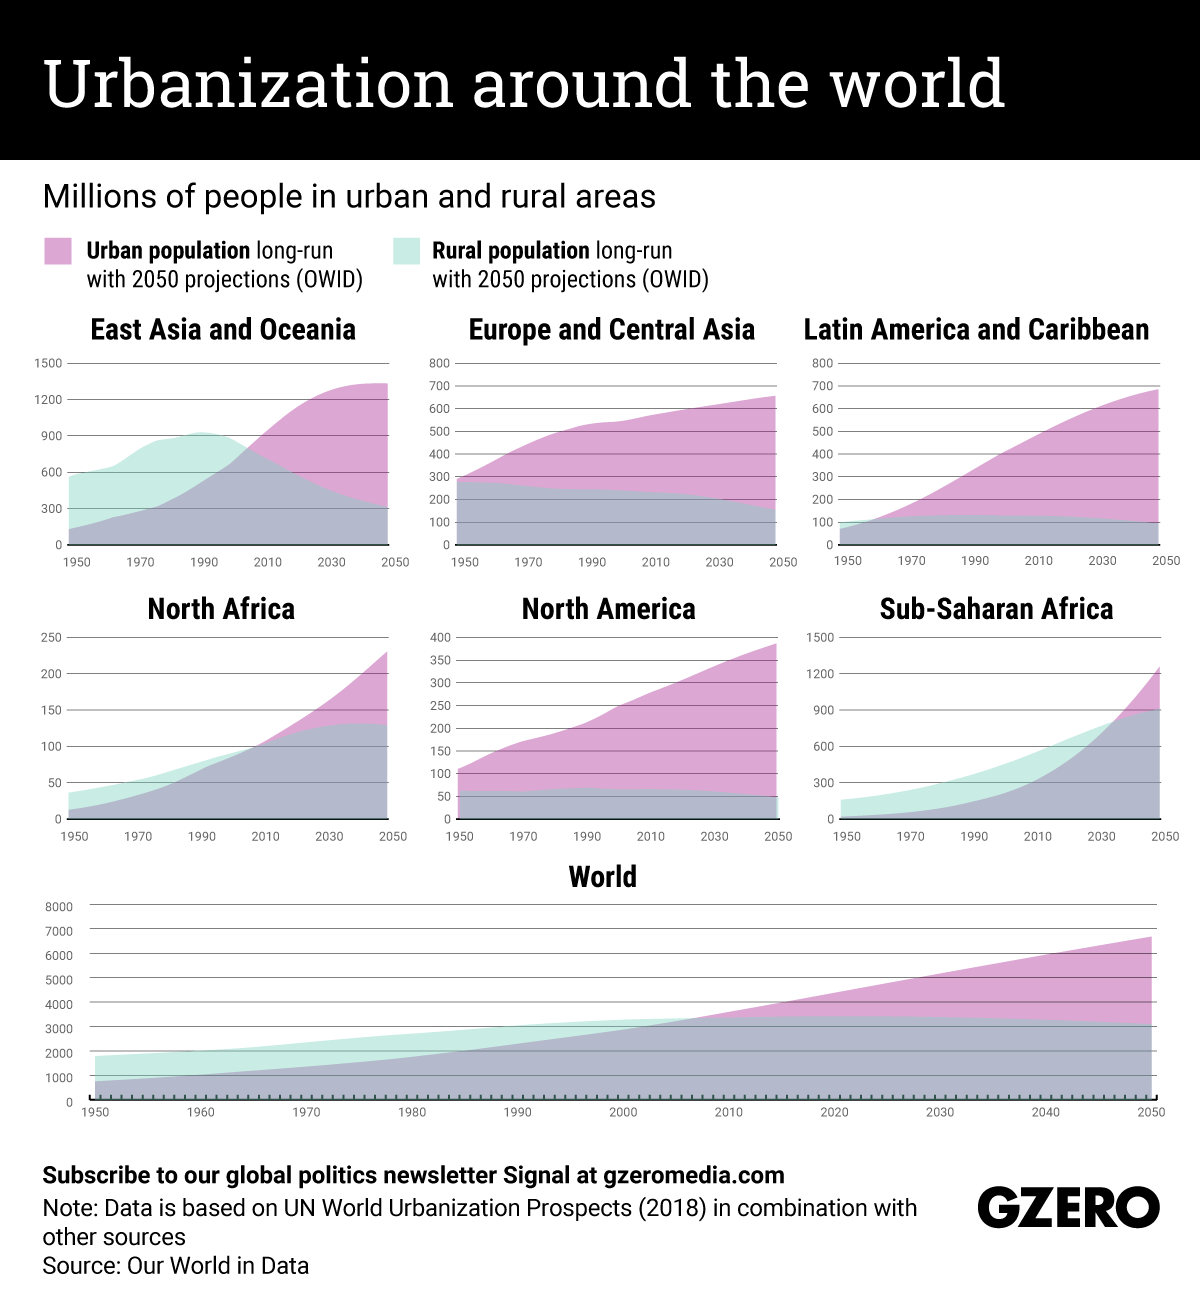 Urbanization around the world
Millions of people in urban and rural areas
Urban population long-run
with 2050 projections (OWID)
Rural population long-run
with 2050 projections (OWID)
East Asia and Oceania
1500
1200
900
600
300
0
1950 1970 1990 2010 2030 2050
Europe and Central Asia
800
700
600
500
400
300
200
100
0
1950 1970 1990 2010 2030 2050
Latin America and Caribbean
800
700
600
500
400
300
200
100
0
1950 1970 1990 2010 2030 2050
North Africa
250
200
150
100
50
0
1950 1970 1990 2010 2030 2050
North America
400
350
300
250
200
150
100
50
0
1950 1970 1990 2010 2030 2050
Sub-Saharan Africa
1500
1200
900
600
300
0
1950 1970 1990 2010 2030 2050
World
8000
7000
6000
5000
4000
3000
2000
1000
0
1950 1960 1970 1980 1990 2000 2010 2020 2030 2040 2050
Subscribe to our global politics newsletter Signal at gzeromedia.com
Note: Data is based on UN World Urbanization Prospects (2018) in combination with
other sources
Source: Our World in Data
GZERO